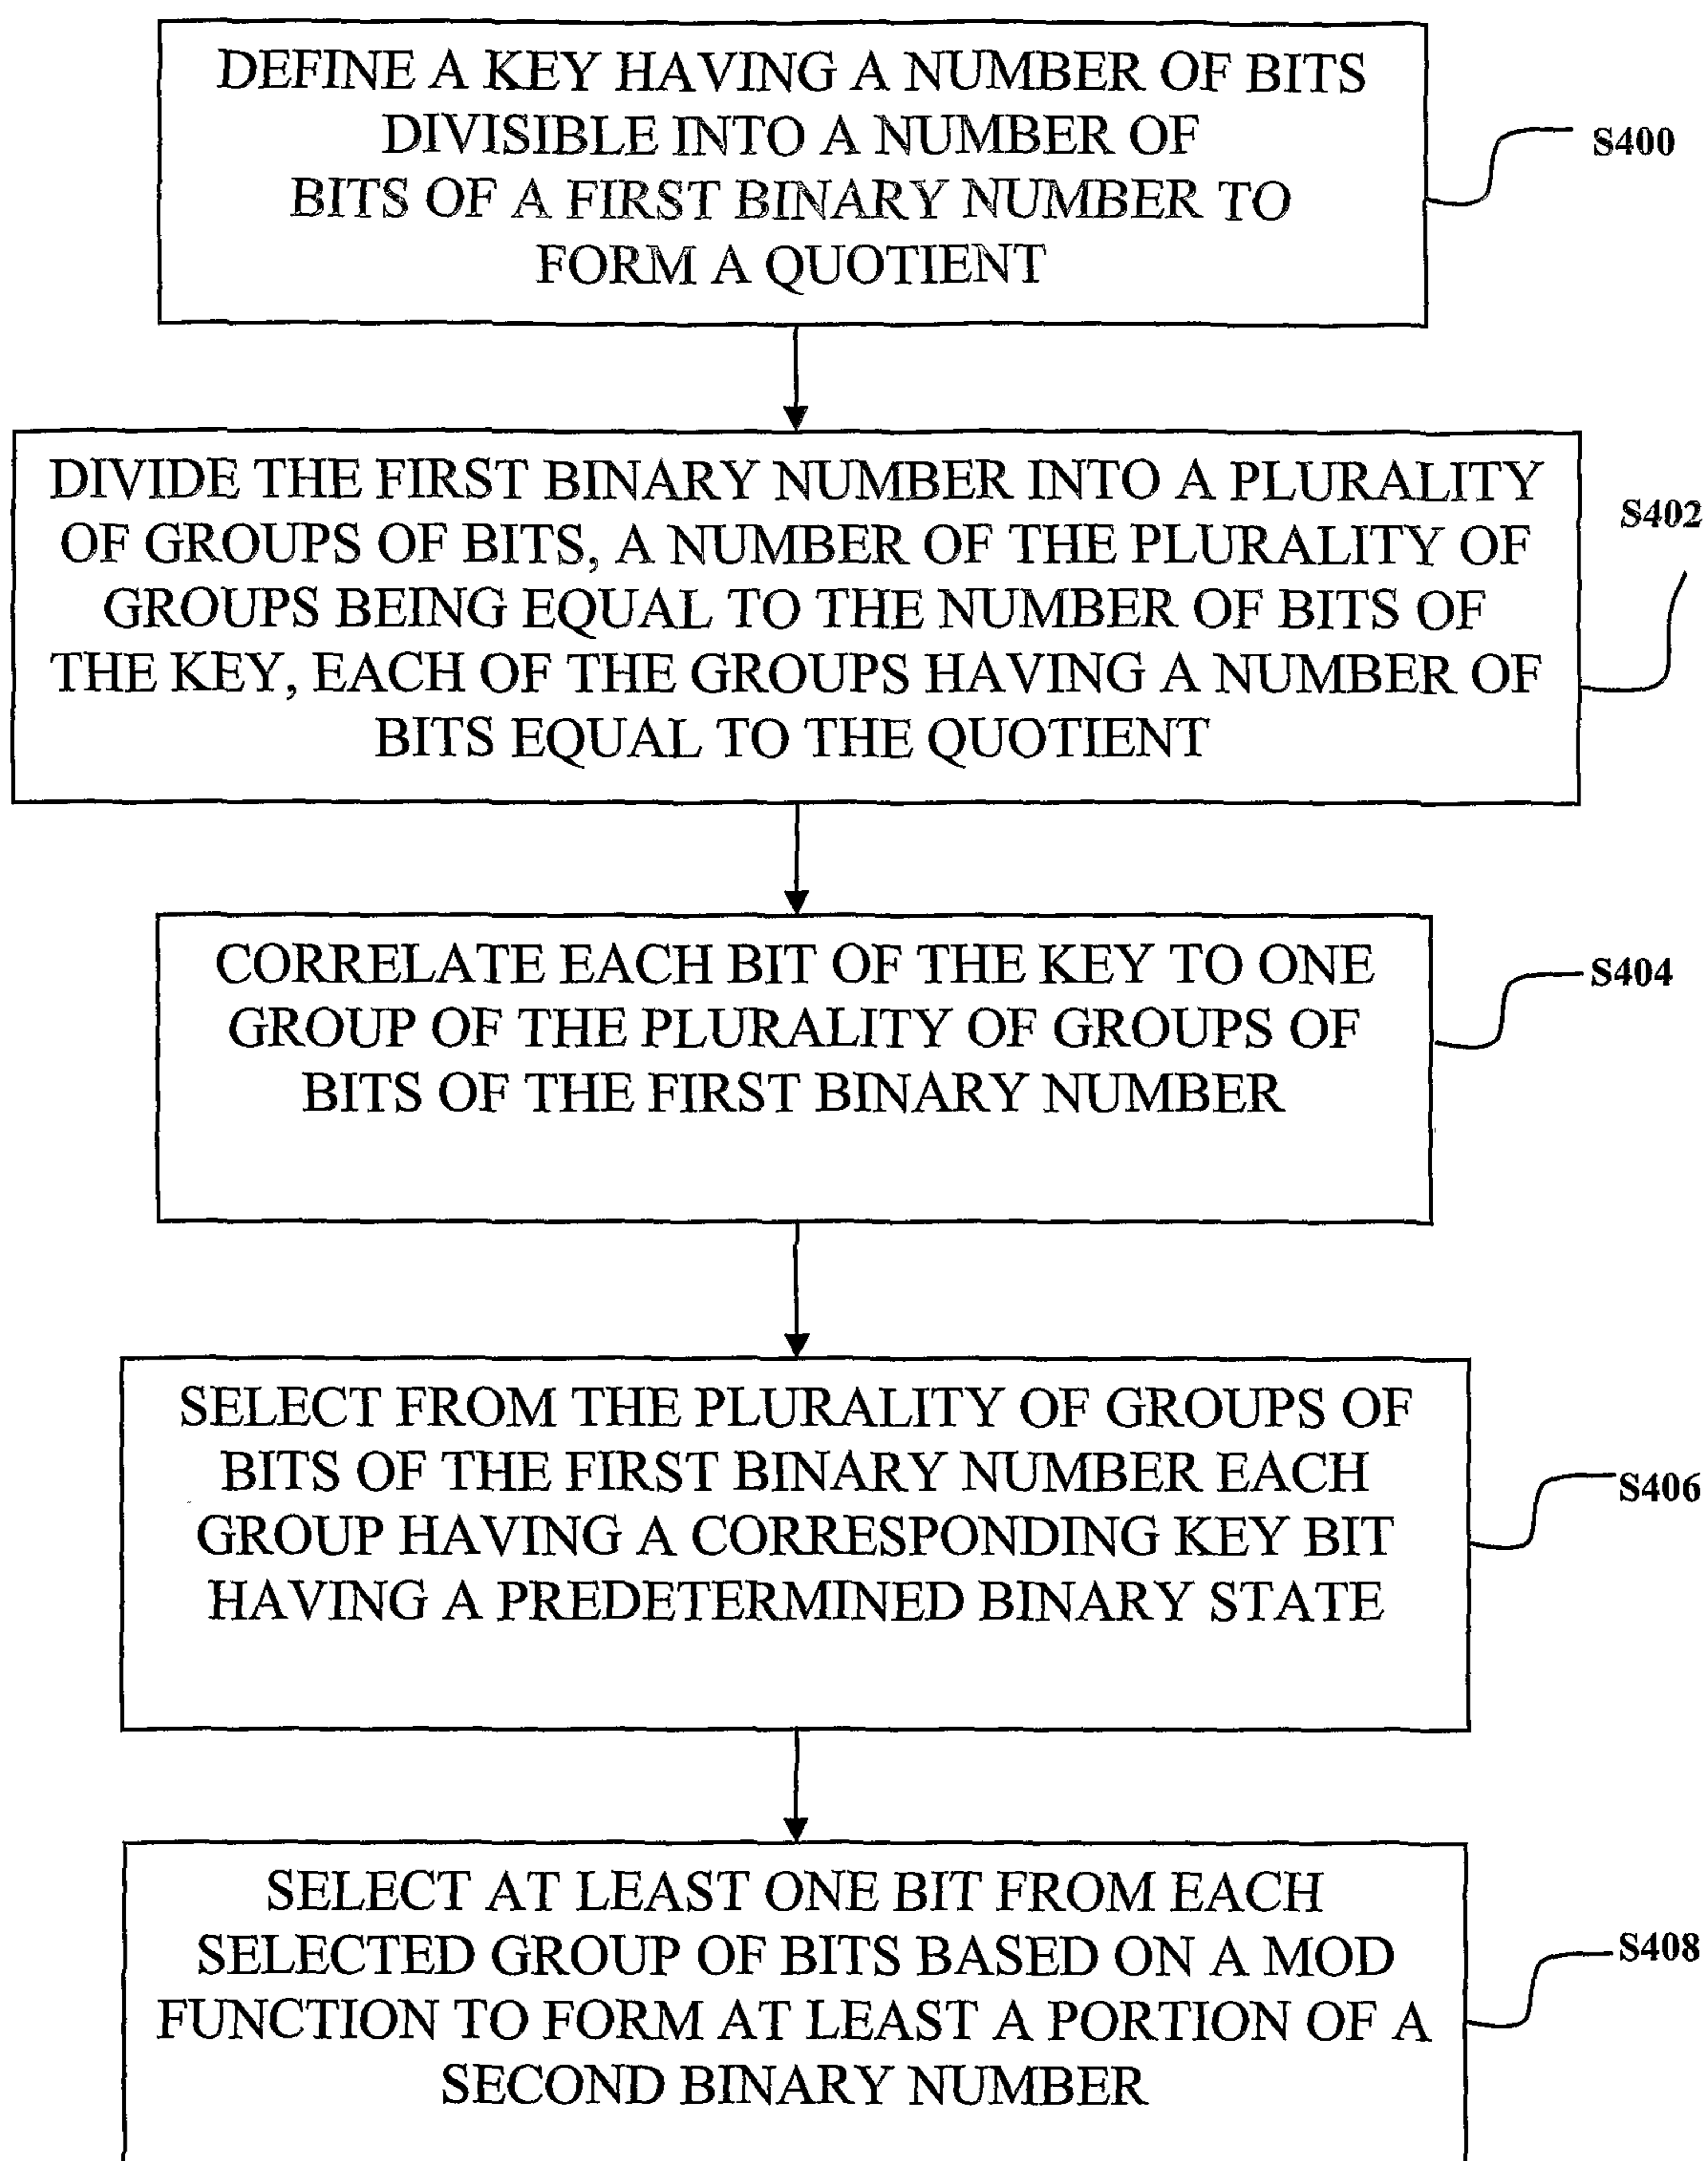 DEFINE A KEY HAVING A NUMBER OF BITS
DIVISIBLE INTO A NUMBER OF
BITS OF A FIRST BINARY NUMBER TO
FORM A QUOTIENT
S400
DIVIDE THE FIRST BINARY NUMBER INTO A PLURALITY
OF GROUPS OF BITS, A NUMBER OF THE PLURALITY OF
GROUPS BEING EQUAL TO THE NUMBER OF BITS OF
THE KEY, EACH OF THE GROUPS HAVING A NUMBER OF
BITS EQUAL TO THE QUOTIENT
S402
CORRELATE EACH BIT OF THE KEY TO ONE
GROUP OF THE PLURALITY OF GROUPS OF
BITS OF THE FIRST BINARY NUMBER
S404
SELECT FROM THE PLURALITY OF GROUPS OF
BITS OF THE FIRST BINARY NUMBER EACH
GROUP HAVING A CORRESPONDING KEY BIT
HAVING A PREDETERMINED BINARY STATE
S406
SELECT AT LEAST ONE BIT FROM EACH
SELECTED GROUP OF BITS BASED ON A MOD
FUNCTION TO FORM AT LEAST A PORTION OF A
SECOND BINARY NUMBER
S408